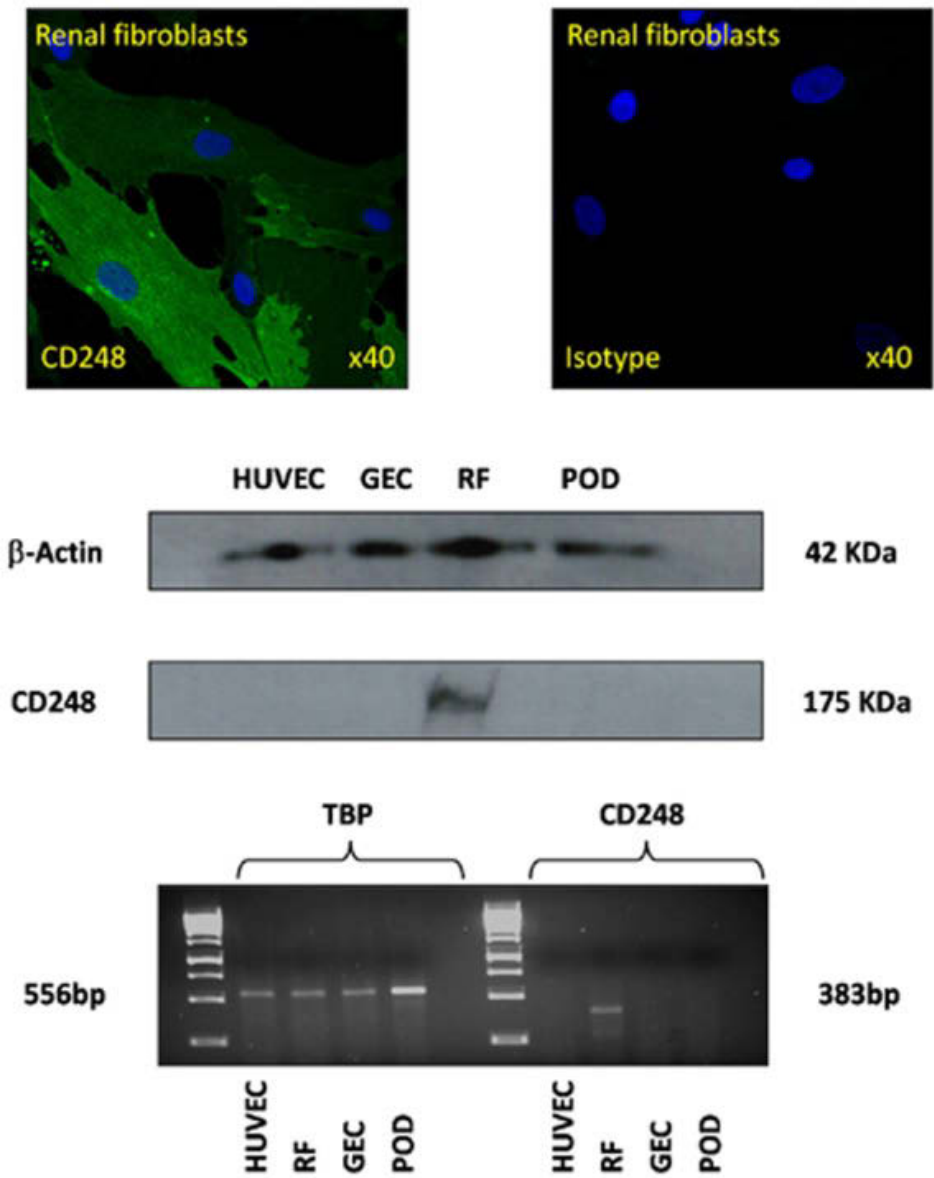 Renal fibroblasts
CD248 x40
Renal fibroblasts
Isotype x40
HUVEC GEC RF POD
β-Actin 42 KDa
CD248 175 KDa
TBP CD248
556bp 383bp
HUVEC RF GEC POD HUVEC RF GEC POD